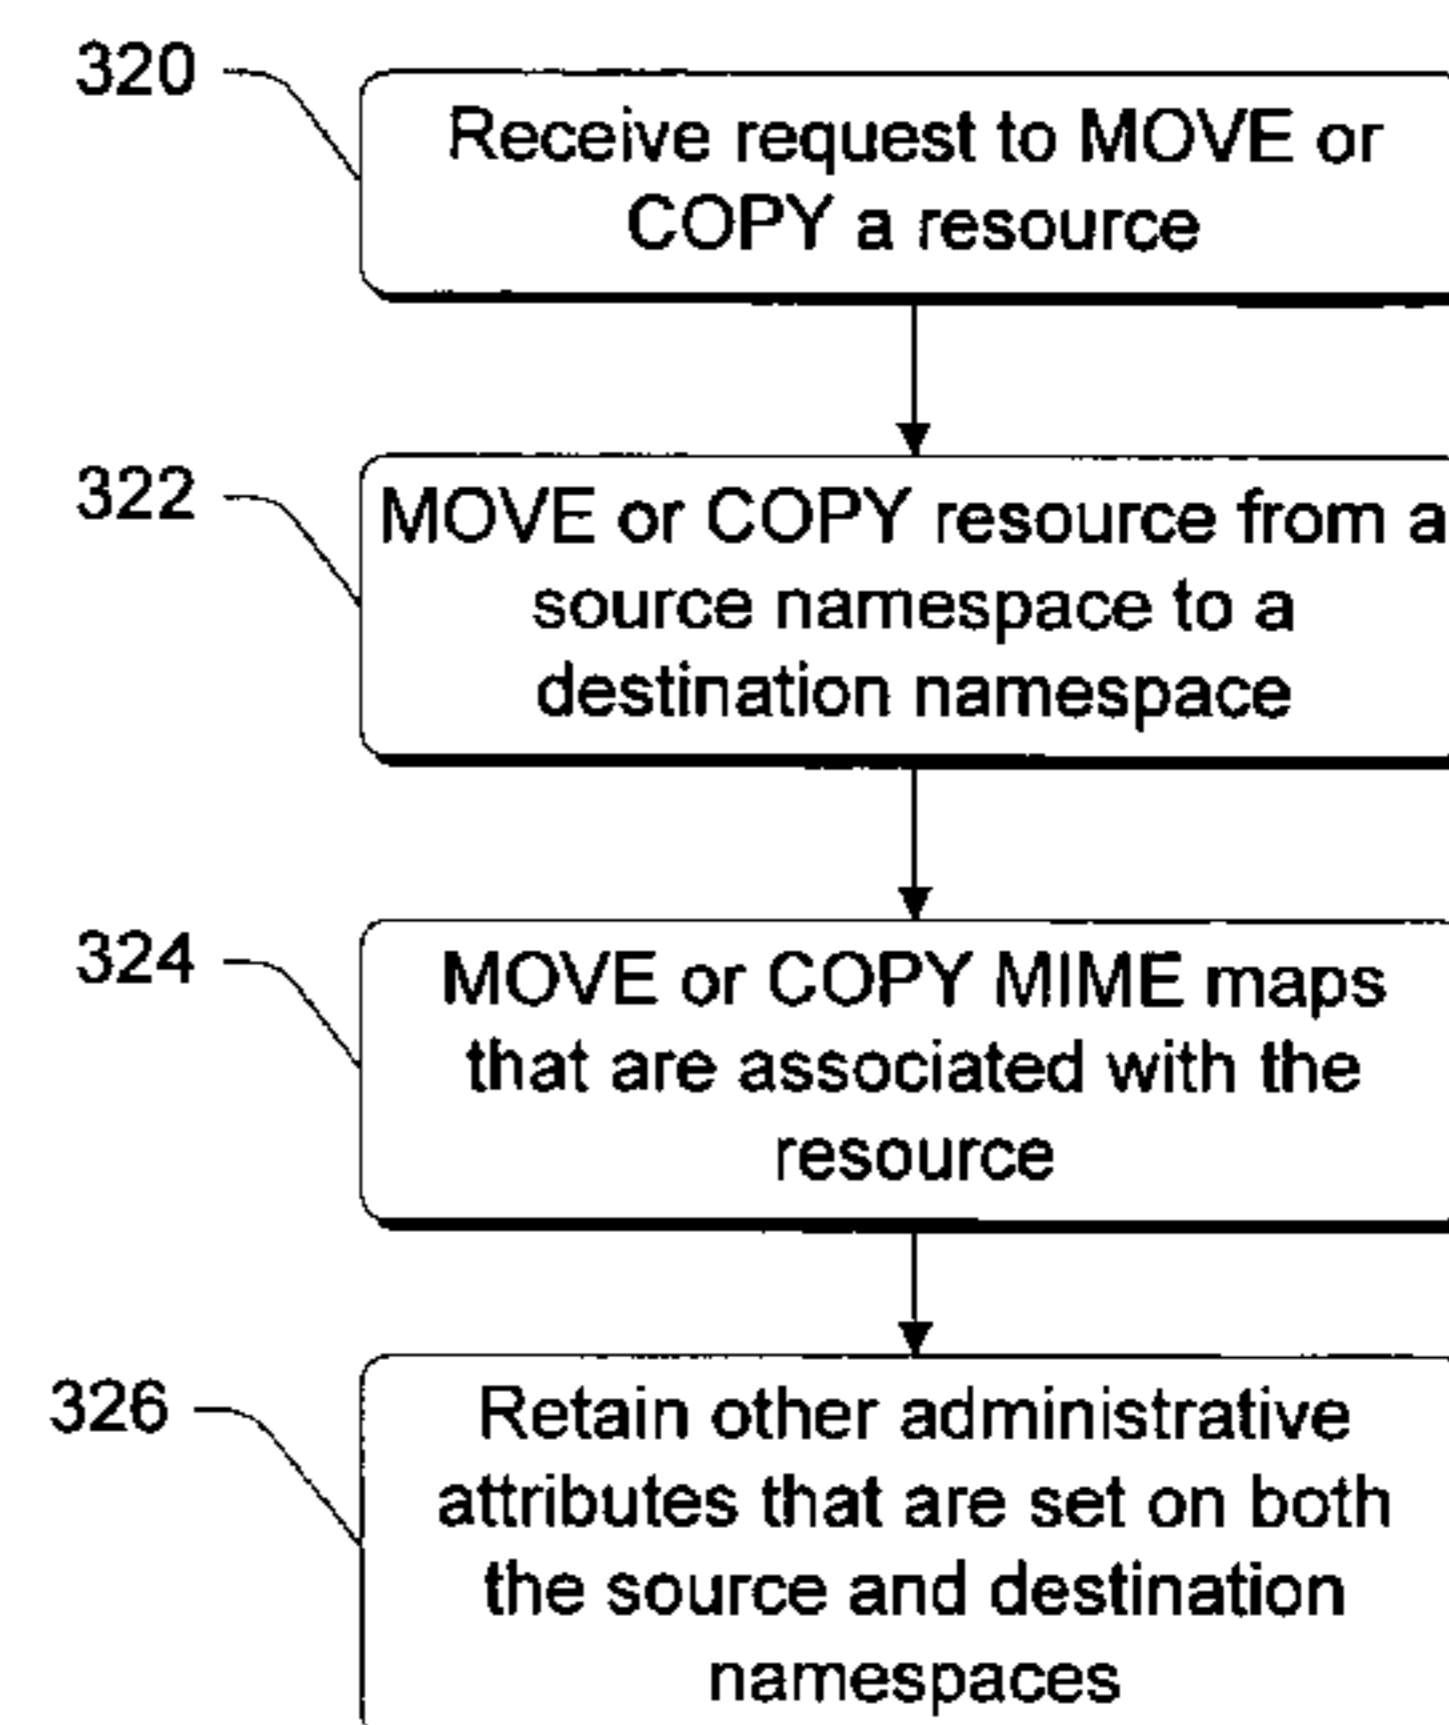 320
Receive request to MOVE or
COPY a resource
322
MOVE or COPY resource from a
source namespace to a
destination namespace
324
MOVE or COPY MIME maps
that are associated with the
resource
326
Retain other administrative
attributes that are set on both
the source and destination
namespaces